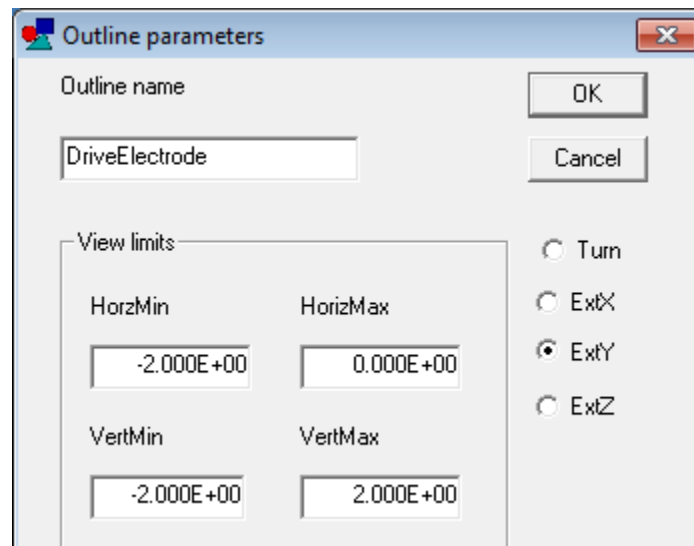 Outline parameters
Outline name
OK
DriveElectrode
Cancel
View limits
Turn
HorzMin HorizMax
ExtX
-2.000E+00 0.000E+00
ExtY
VertMin VertMax
ExtZ
-2.000E+00 2.000E+00